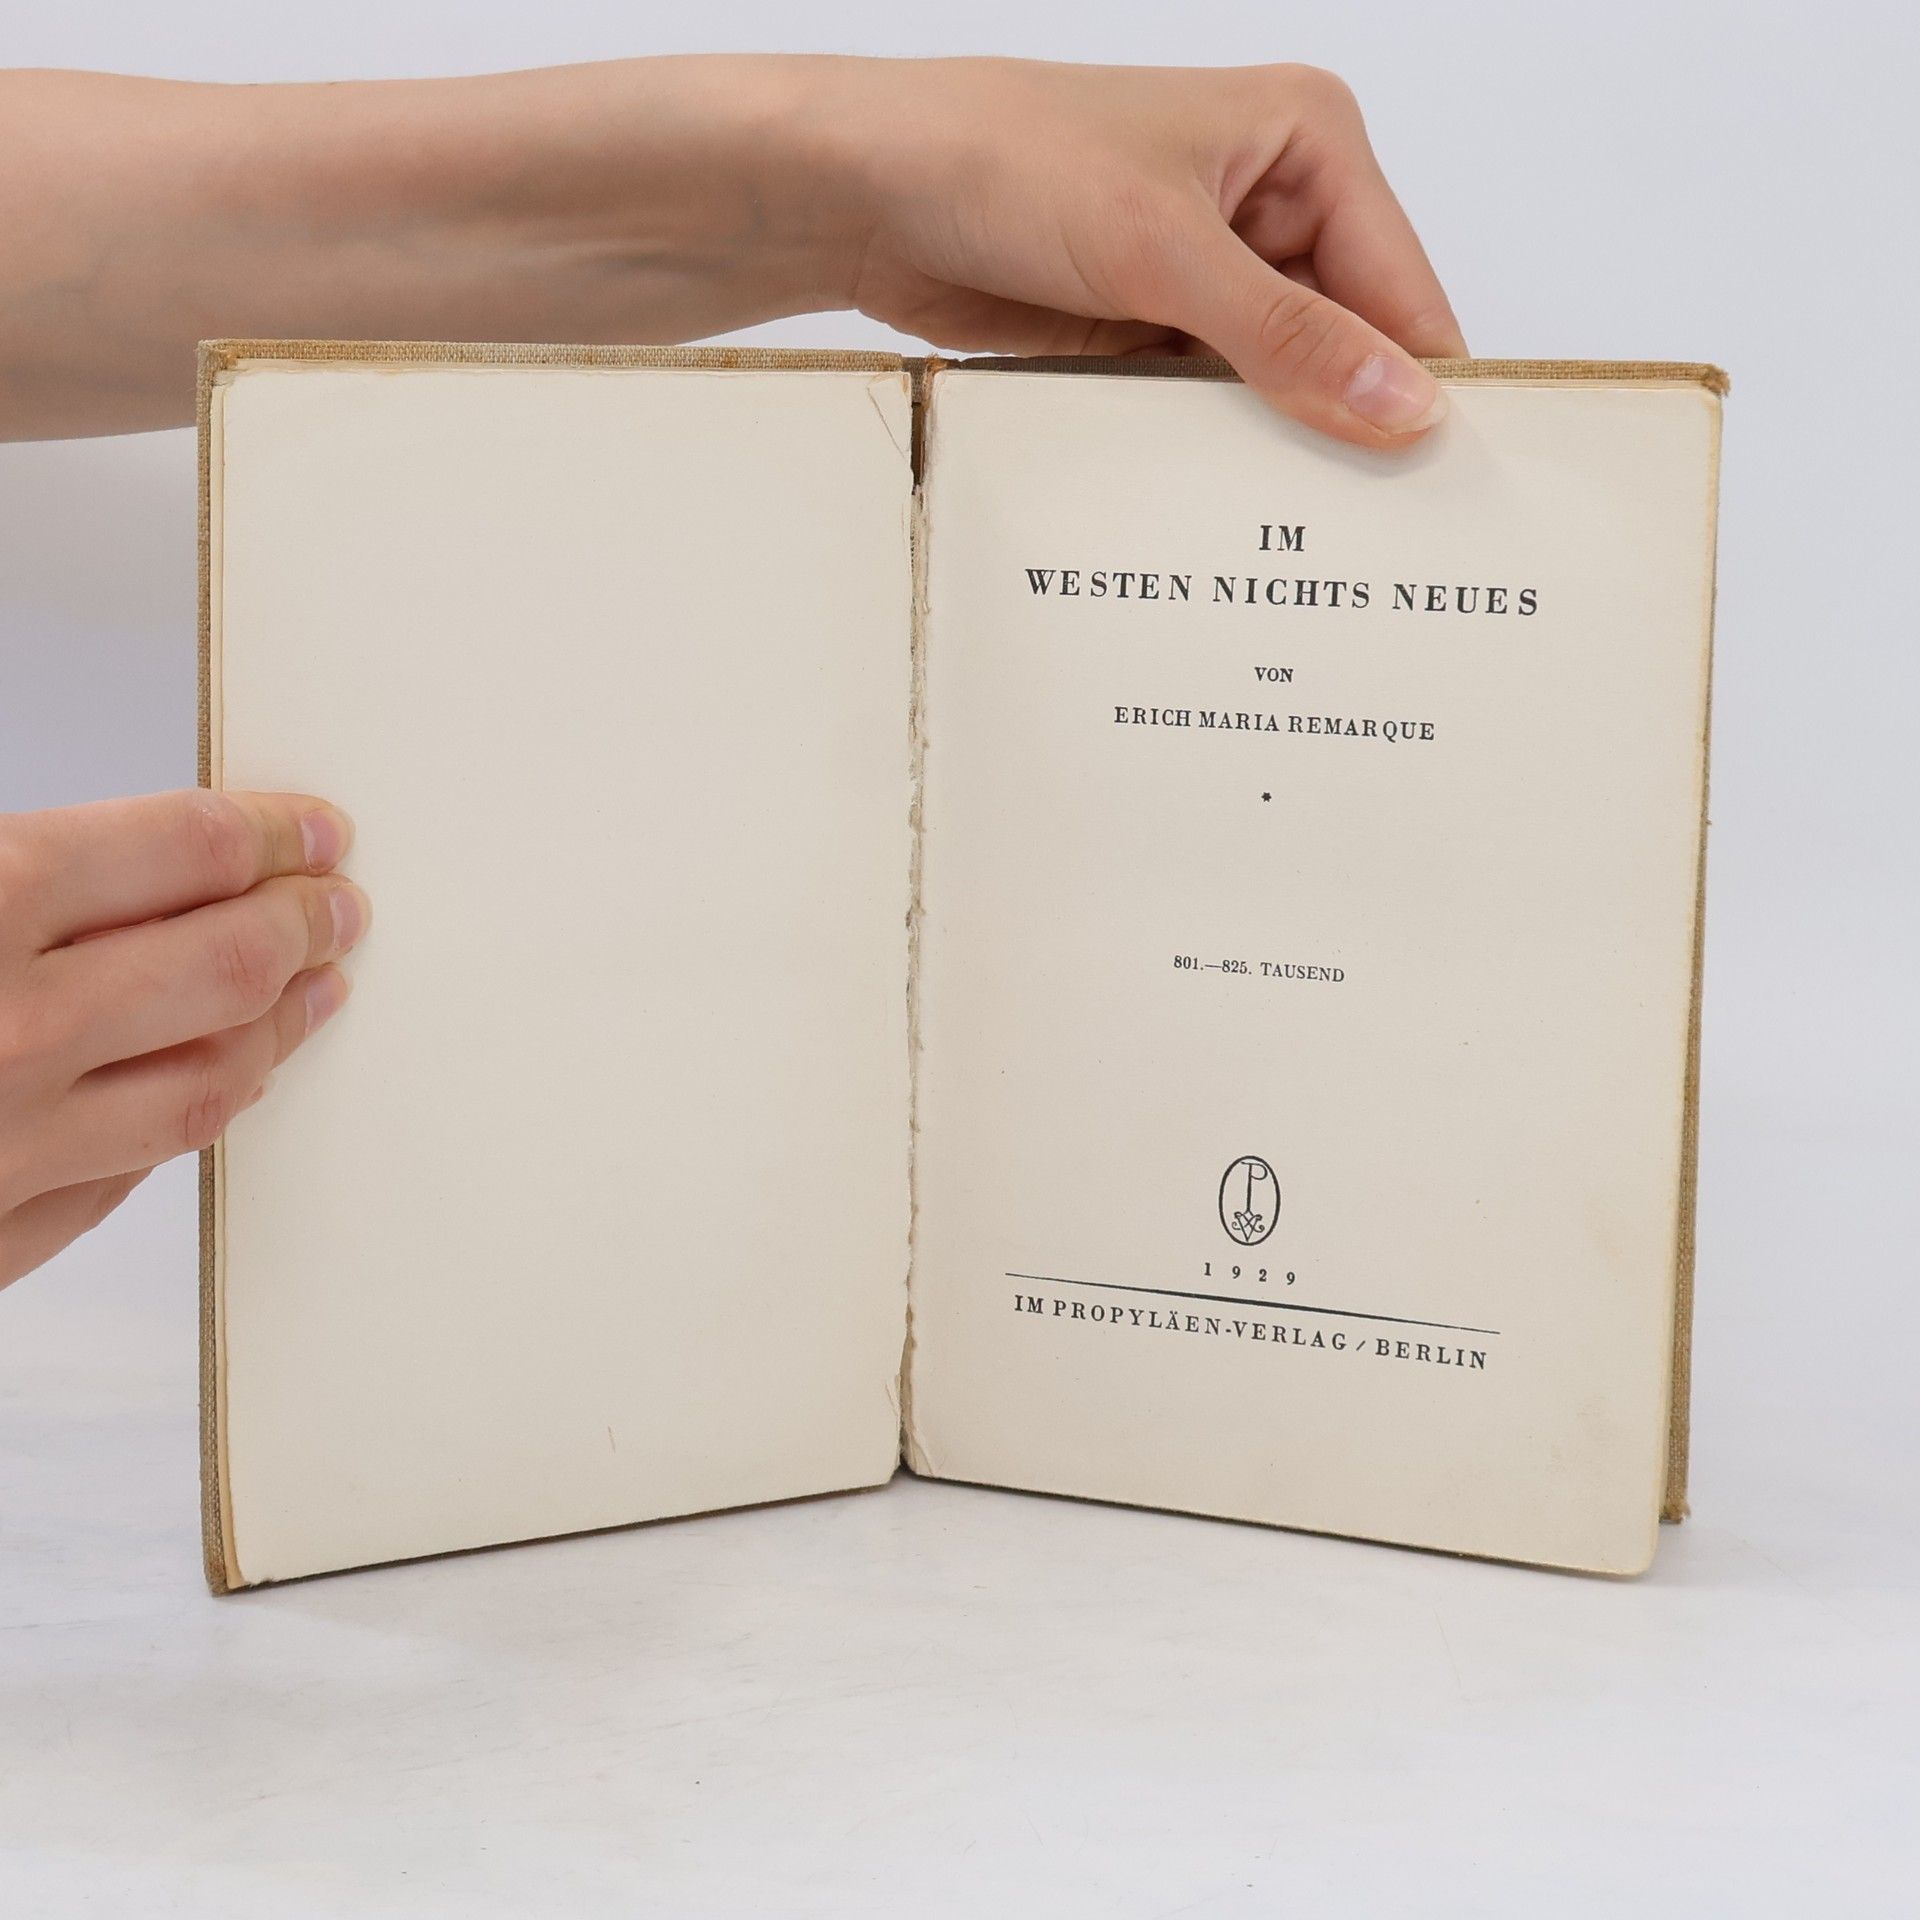 IM
WESTEN NICHTS NEUES
VON
ERICH MARIA REMARQUE
*
801.—825. TAUSEND
P
1929
IM PROPYLÄEN-VERLAG / BERLIN